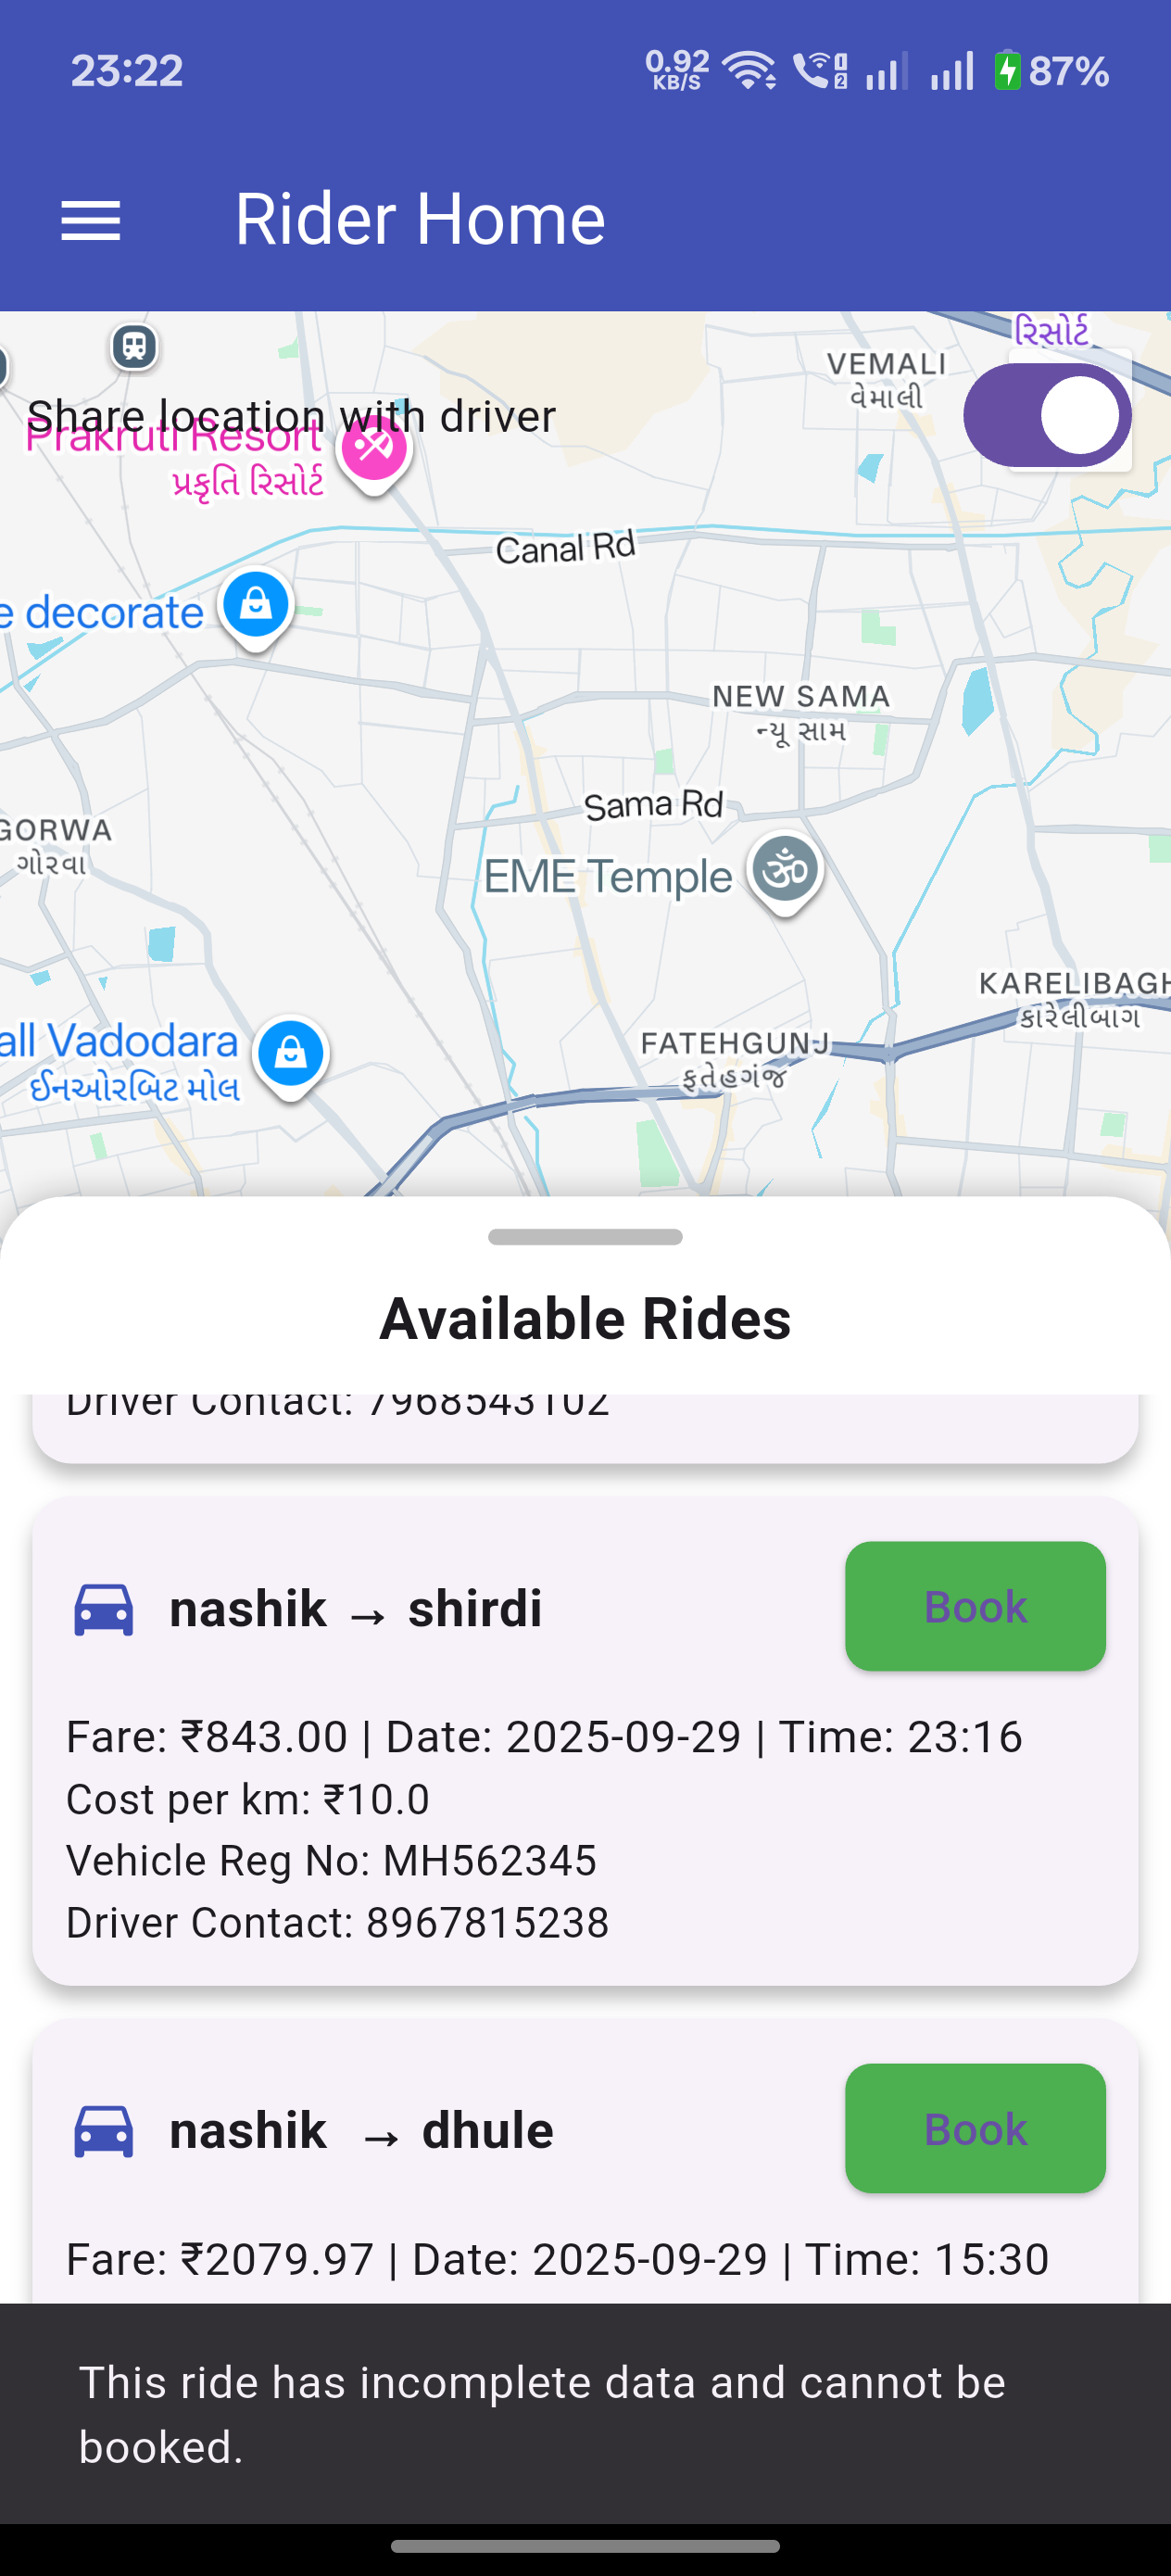 23:22
0.92
KB/S
1
2
87%
Rider Home
રિસોર્ટ
VEMALI
વેમાલી
Share location with driver
Prakruti Resort
પ્રકૃતિ રિસોર્ટ
Canal Rd
e decorate
NEW SAMA
ન્યૂ સામ
Sama Rd
GORWA
ગોરવા
EME Temple
ॐ
KARELIBAGH
કારેલીબાગ
all Vadodara
ઈનઓરબિટ મોલ
FATEHGUNJ
ફતેહગંજ
Available Rides
Driver Contact: 7968543102
nashik → shirdi
Book
Fare: ₹843.00 | Date: 2025-09-29 | Time: 23:16
Cost per km: ₹10.0
Vehicle Reg No: MH562345
Driver Contact: 8967815238
nashik → dhule
Book
Fare: ₹2079.97 | Date: 2025-09-29 | Time: 15:30
This ride has incomplete data and cannot be
booked.